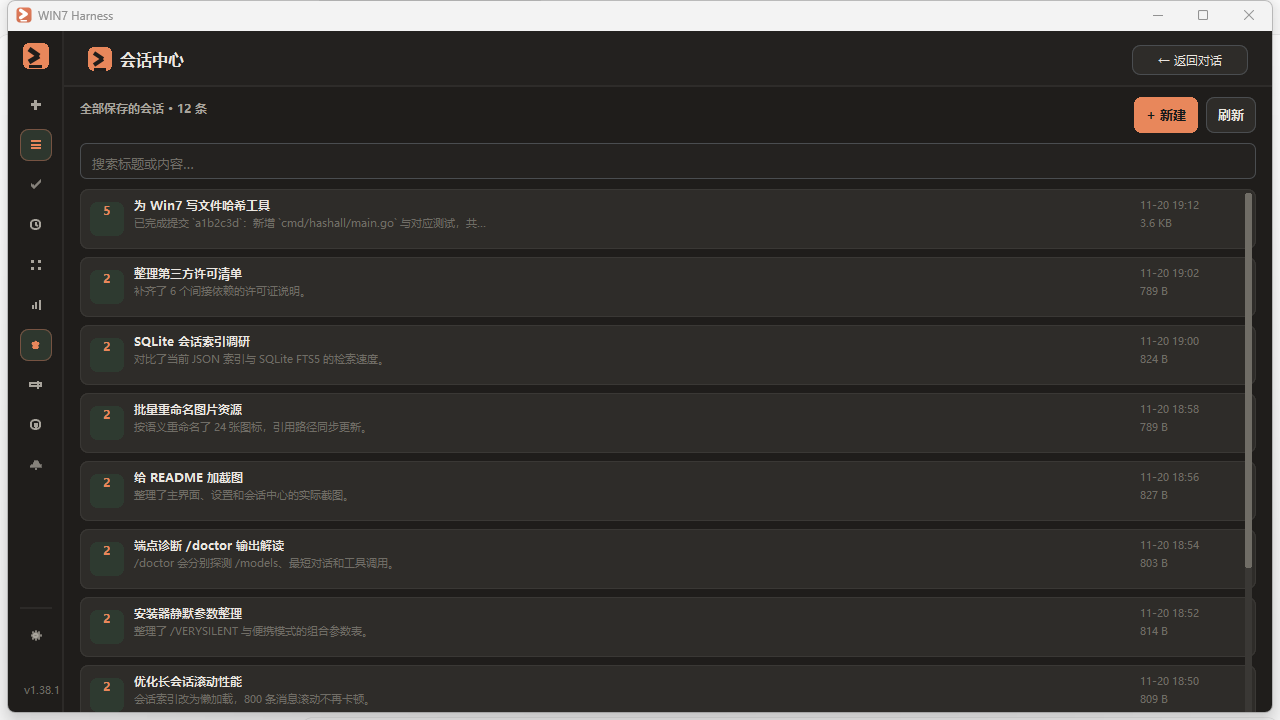 WIN7 Harness
会话中心
← 返回对话
全部保存的会话 • 12 条
+ 新建
刷新
搜索标题或内容...
5
为 Win7 写文件哈希工具
11-20 19:12
已完成提交 `a1b2c3d`：新增 `cmd/hashall/main.go` 与对应测试，共...
3.6 KB
2
整理第三方许可清单
11-20 19:02
补齐了 6 个间接依赖的许可证说明。
789 B
2
SQLite 会话索引调研
11-20 19:00
对比了当前 JSON 索引与 SQLite FTS5 的检索速度。
824 B
2
批量重命名图片资源
11-20 18:58
按语义重命名了 24 张图标，引用路径同步更新。
789 B
2
给 README 加截图
11-20 18:56
整理了主界面、设置和会话中心的实际截图。
827 B
2
端点诊断 /doctor 输出解读
11-20 18:54
/doctor 会分别探测 /models、最短对话和工具调用。
803 B
2
安装器静默参数整理
11-20 18:52
整理了 /VERYSILENT 与便携模式的组合参数表。
814 B
2
优化长会话滚动性能
11-20 18:50
会话索引改为懒加载，800 条消息滚动不再卡顿。
809 B
v1.38.1